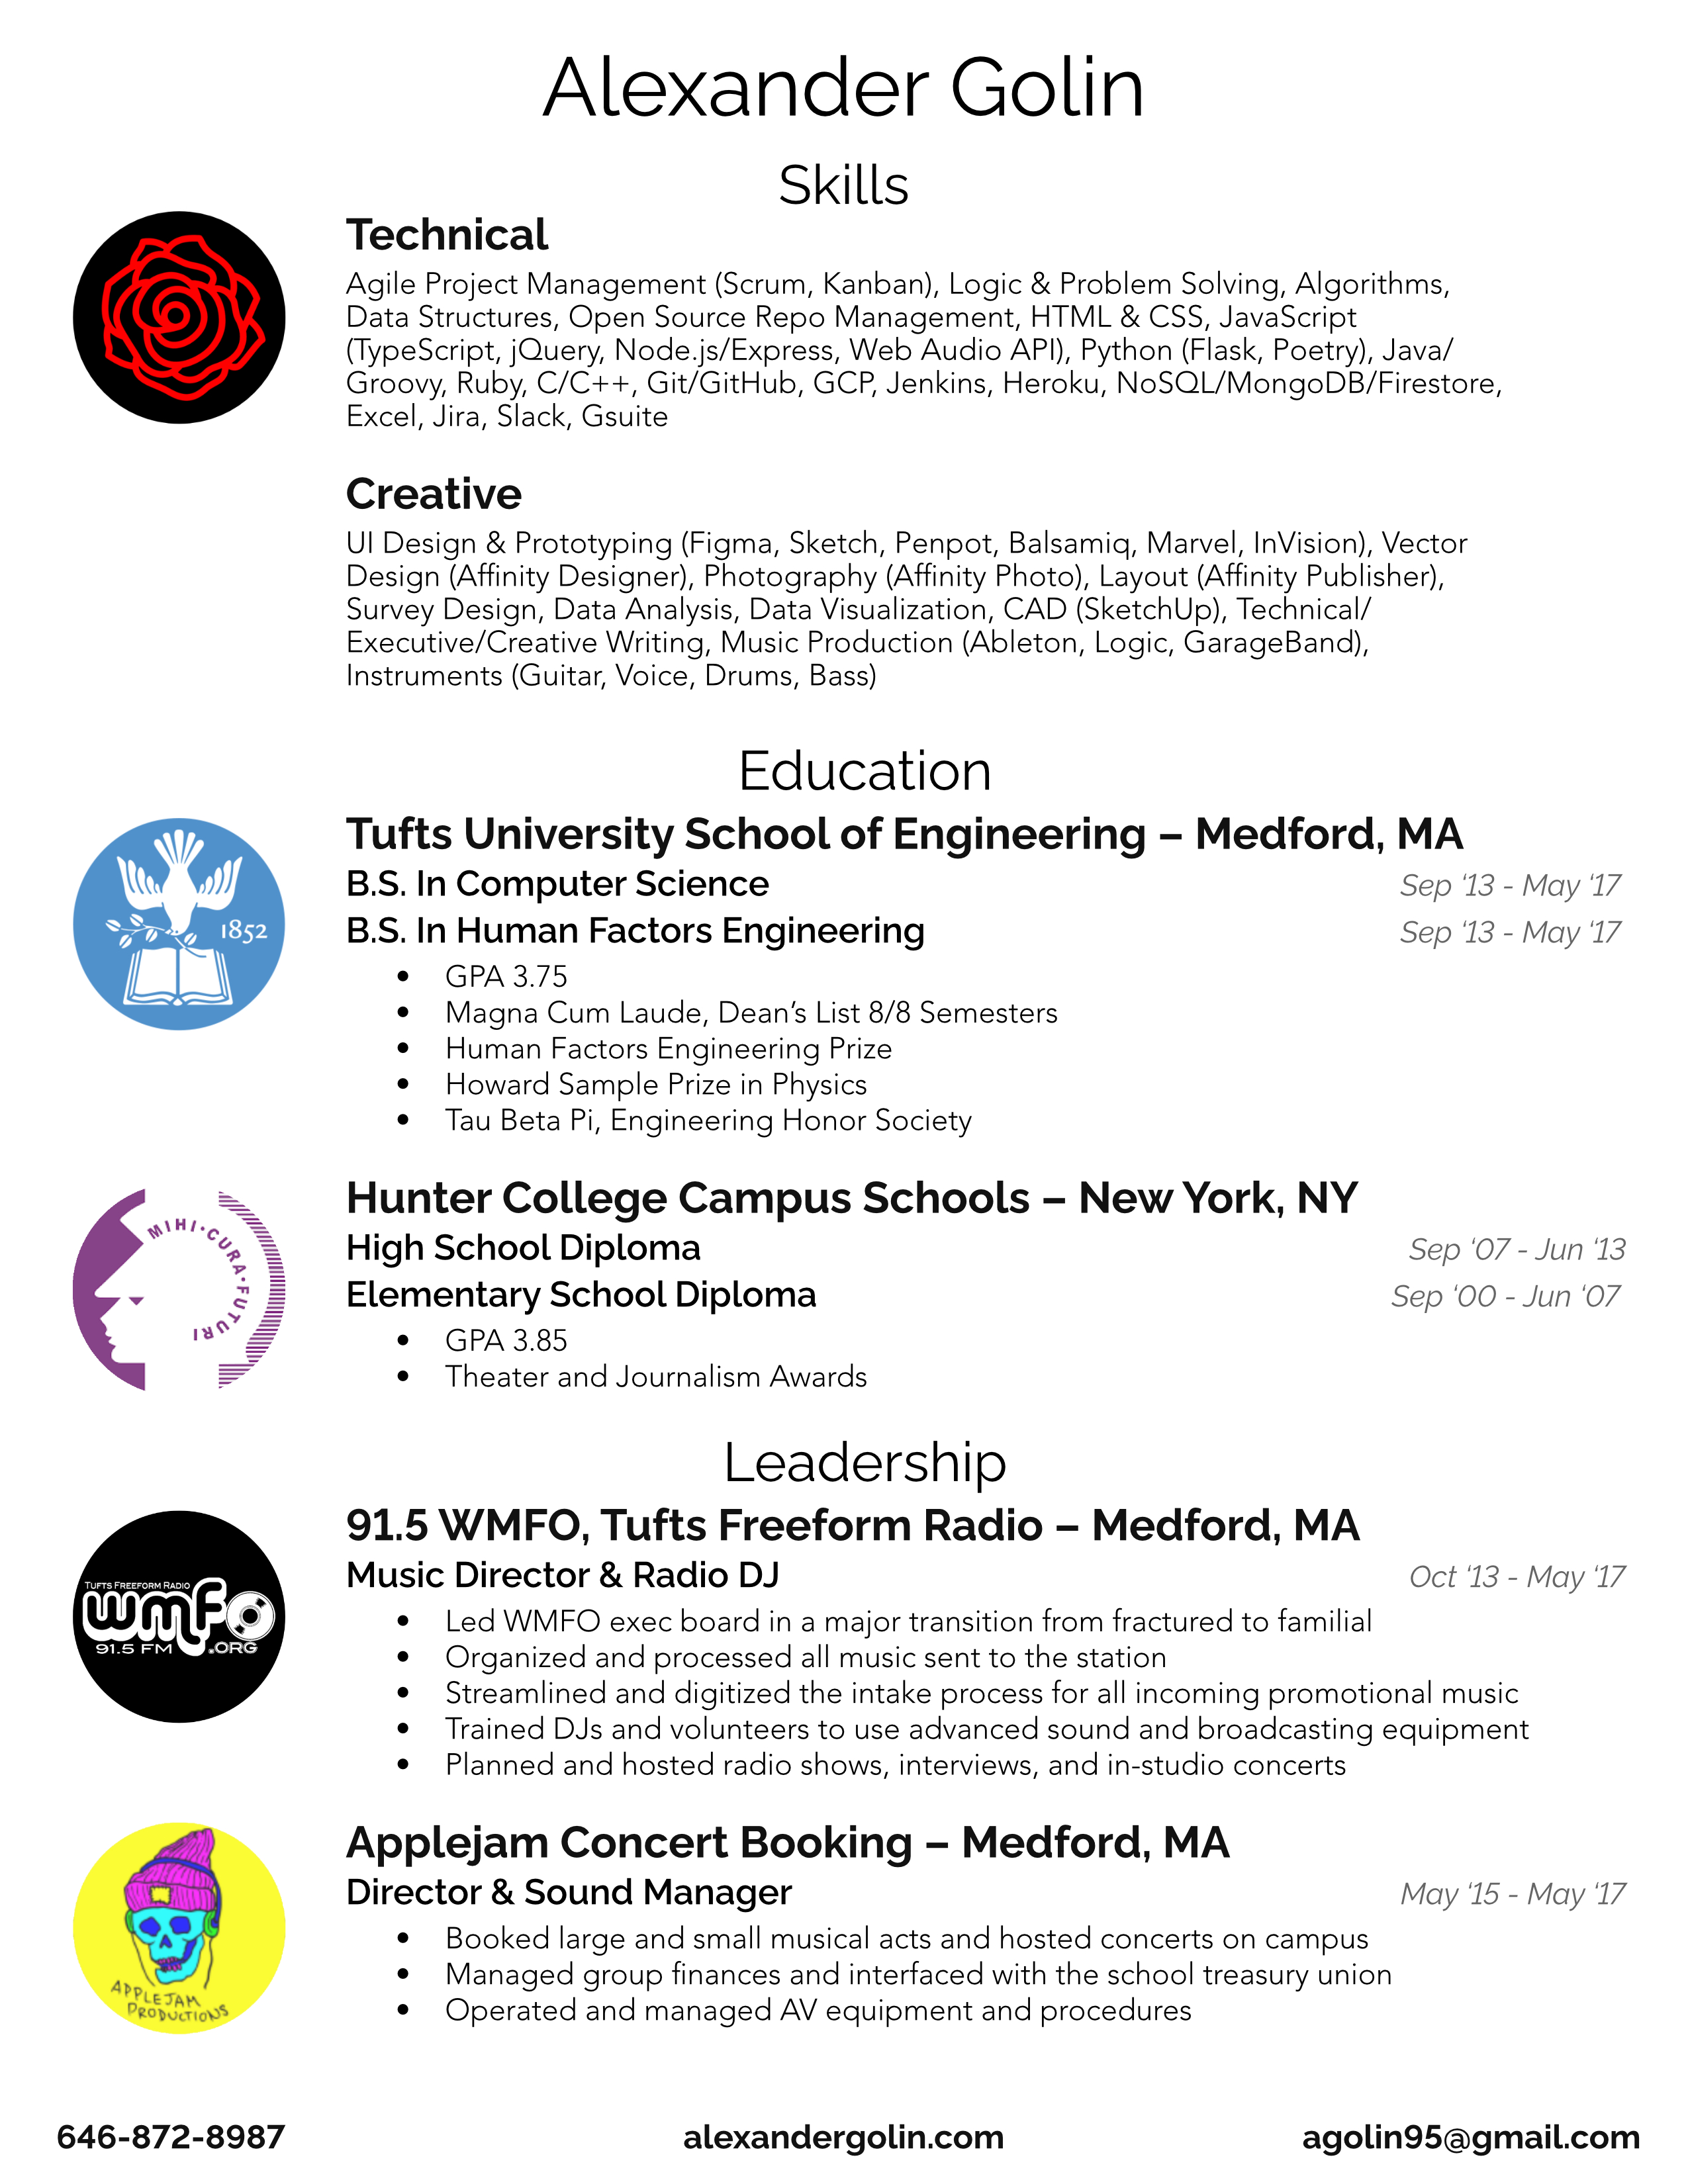 Alexander Golin
Skills
Technical
Agile Project Management (Scrum, Kanban), Logic & Problem Solving, Algorithms,
Data Structures, Open Source Repo Management, HTML & CSS, JavaScript
(TypeScript, jQuery, Node.js/Express, Web Audio API), Python (Flask, Poetry), Java/
Groovy, Ruby, C/C++, Git/GitHub, GCP, Jenkins, Heroku, NoSQL/MongoDB/Firestore,
Excel, Jira, Slack, Gsuite
Creative
UI Design & Prototyping (Figma, Sketch, Penpot, Balsamiq, Marvel, InVision), Vector
Design (Affinity Designer), Photography (Affinity Photo), Layout (Affinity Publisher),
Survey Design, Data Analysis, Data Visualization, CAD (SketchUp), Technical/
Executive/Creative Writing, Music Production (Ableton, Logic, GarageBand),
Instruments (Guitar, Voice, Drums, Bass)
Education
1852
Tufts University School of Engineering – Medford, MA
B.S. In Computer Science Sep ‘13 - May ‘17
B.S. In Human Factors Engineering Sep ‘13 - May ‘17
• GPA 3.75
• Magna Cum Laude, Dean’s List 8/8 Semesters
• Human Factors Engineering Prize
• Howard Sample Prize in Physics
• Tau Beta Pi, Engineering Honor Society
MIHI·CURA·FUTURI
Hunter College Campus Schools – New York, NY
High School Diploma Sep ‘07 - Jun ‘13
Elementary School Diploma Sep ‘00 - Jun ‘07
• GPA 3.85
• Theater and Journalism Awards
Leadership
TUFTS FREEFORM RADIO
wmfo
91.5 FM .ORG
91.5 WMFO, Tufts Freeform Radio – Medford, MA
Music Director & Radio DJ Oct ‘13 - May ‘17
• Led WMFO exec board in a major transition from fractured to familial
• Organized and processed all music sent to the station
• Streamlined and digitized the intake process for all incoming promotional music
• Trained DJs and volunteers to use advanced sound and broadcasting equipment
• Planned and hosted radio shows, interviews, and in-studio concerts
APPLEJAM
PRODUCTIONS
Applejam Concert Booking – Medford, MA
Director & Sound Manager May ‘15 - May ‘17
• Booked large and small musical acts and hosted concerts on campus
• Managed group finances and interfaced with the school treasury union
• Operated and managed AV equipment and procedures
646-872-8987 alexandergolin.com agolin95@gmail.com